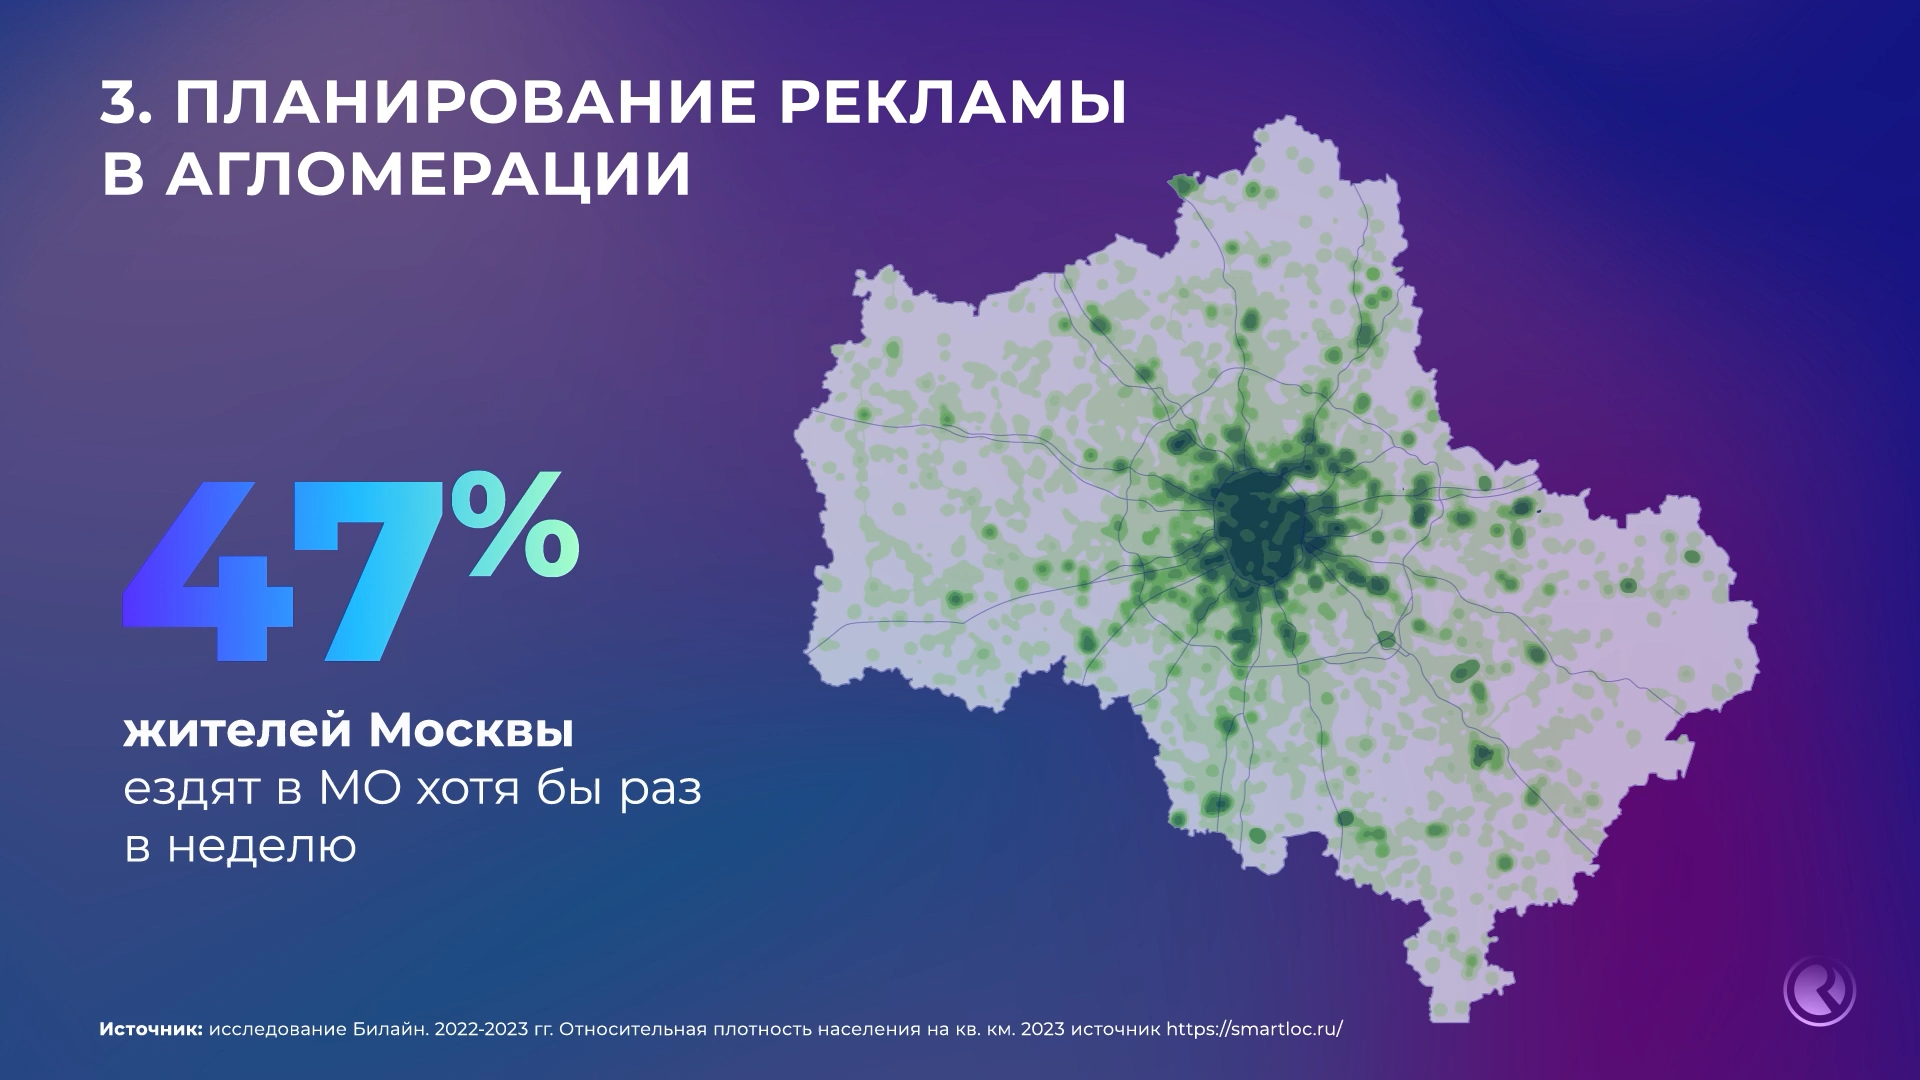 3. ПЛАНИРОВАНИЕ РЕКЛАМЫ
В АГЛОМЕРАЦИИ
47%
жителей Москвы
ездят в МО хотя бы раз
в неделю
Источник: исследование Билайн. 2022-2023 гг. Относительная плотность населения на кв. км. 2023 источник https://smartloc.ru/